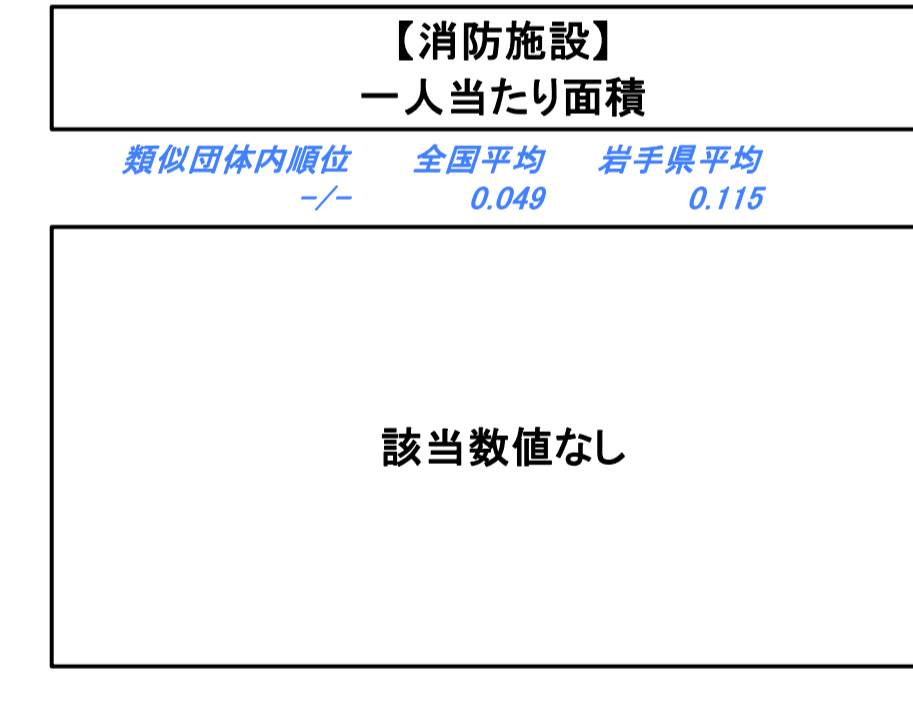 【消防施設】
一人当たり面積
類似団体内順位 全国平均 岩手県平均
-/- 0.049 0.115
該当数値なし